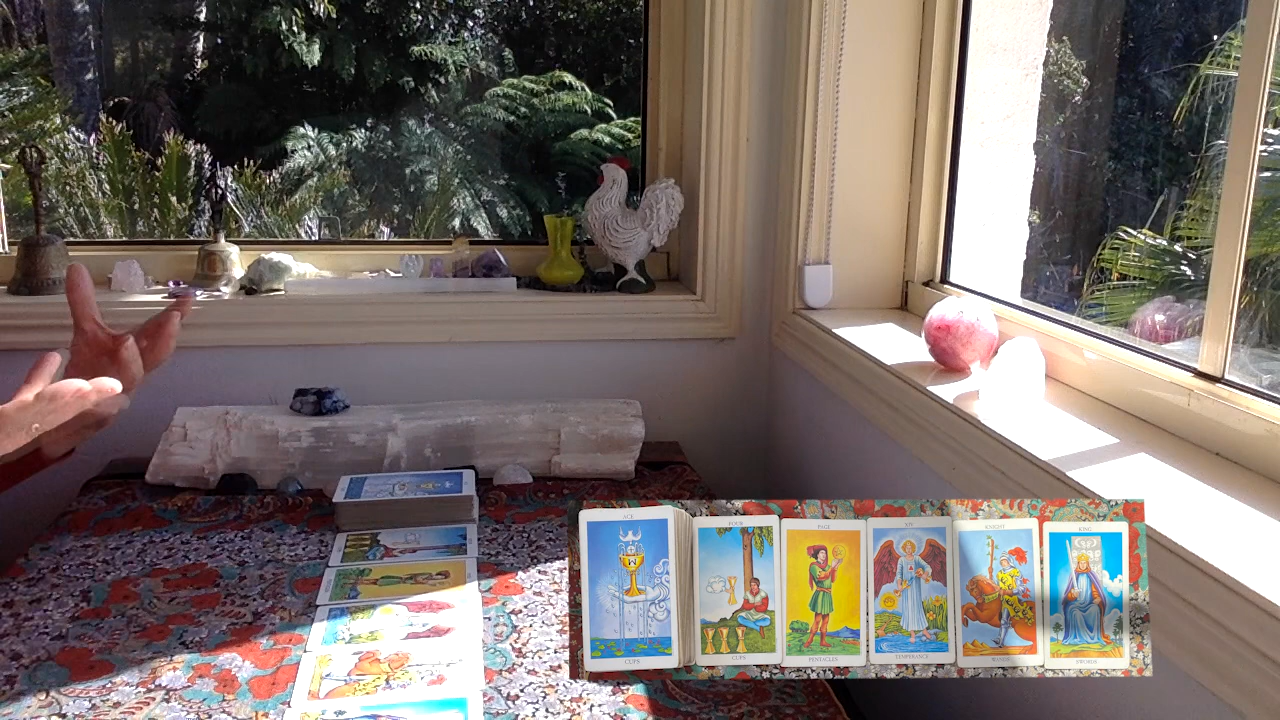 ACE
CUPS
FOUR
CUPS
PAGE
PENTACLES
XIV
TEMPERANCE
KNIGHT
WANDS
KING
SWORDS